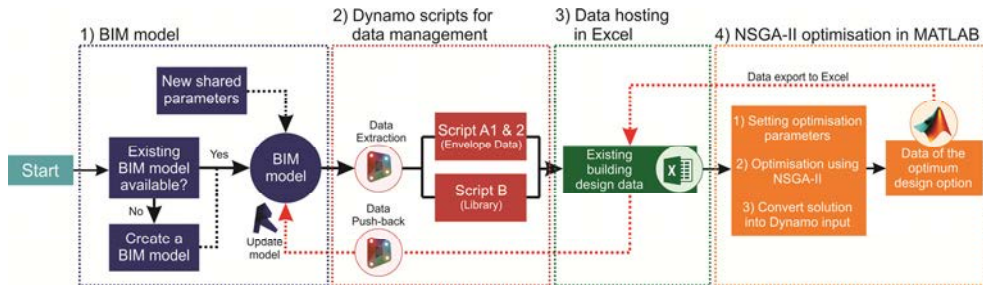 1) BIM model
2) Dynamo scripts for
data management
3) Data hosting
in Excel
4) NSGA-II optimisation in MATLAB
Start
New shared
parameters
Existing
BIM model
available?
Yes
No
Create a
BIM model
BIM
model
Update
model
Data
Extraction
Data
Push-back
Script A1 & 2
(Envelope Data)
Script B
(Library)
Existing
building
design data
Data export to Excel
1) Setting optimisation
parameters
2) Optimisation using
NSGA-II
3) Convert solution
into Dynamo input
Data of the
optimum
design option